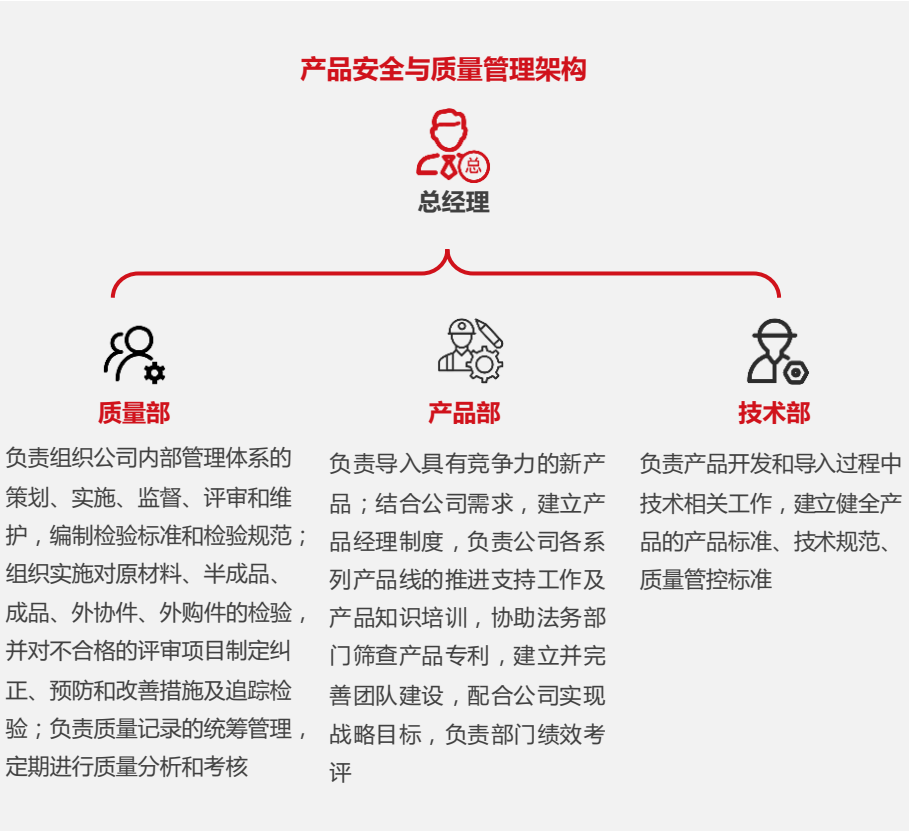 产品安全与质量管理架构
总
总经理
质量部
负责组织公司内部管理体系的
策划、实施、监督、评审和维
护，编制检验标准和检验规范；
组织实施对原材料、半成品、
成品、外协件、外购件的检验，
并对不合格的评审项目制定纠
正、预防和改善措施及追踪检
验；负责质量记录的统筹管理，
定期进行质量分析和考核
产品部
负责导入具有竞争力的新产
品；结合公司需求，建立产
品经理制度，负责公司各系
列产品线的推进支持工作及
产品知识培训，协助法务部
门筛查产品专利，建立并完
善团队建设，配合公司实现
战略目标，负责部门绩效考
评
技术部
负责产品开发和导入过程中
技术相关工作，建立健全产
品的产品标准、技术规范、
质量管控标准